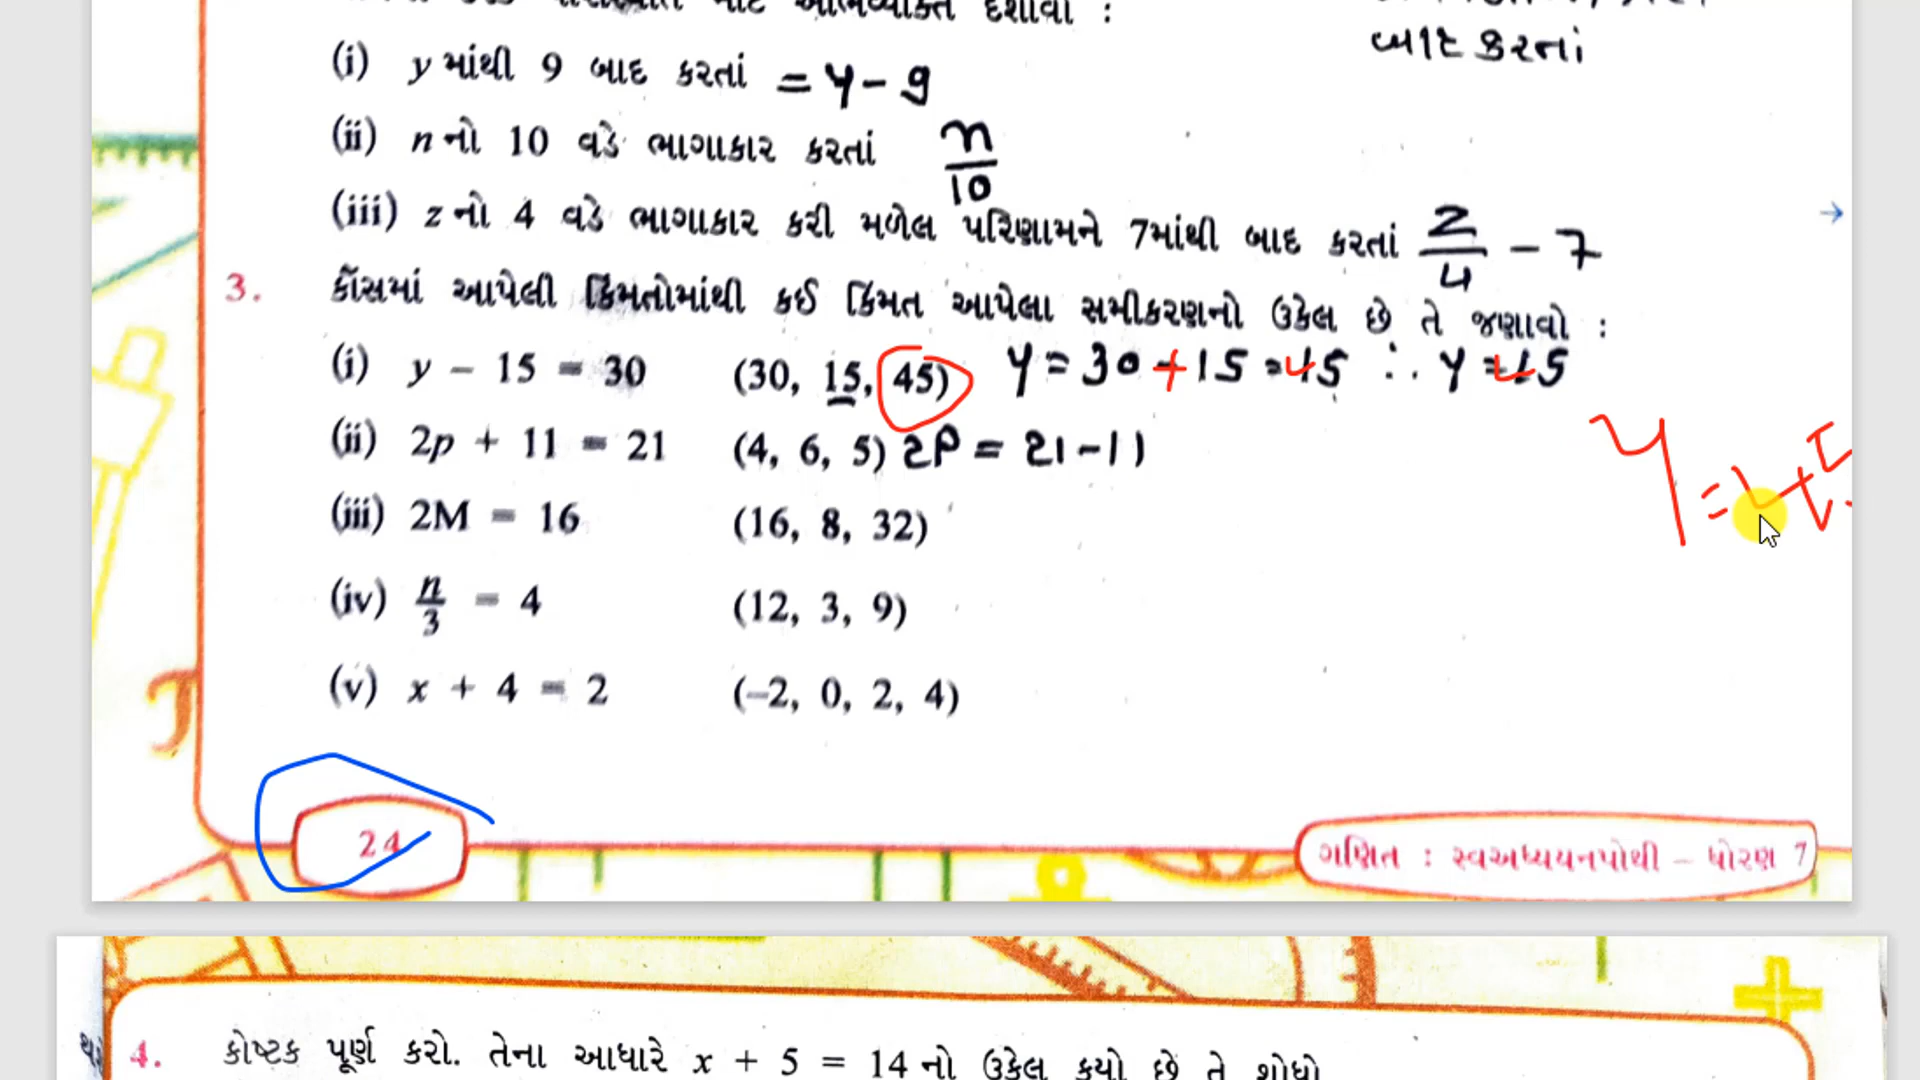 માટે દર્શાવો :
બાદ કરતાં
(i) y માંથી 9 બાદ કરતાં = y - 9
(ii) n નો 10 વડે ભાગાકાર કરતાં n/10
(iii) z નો 4 વડે ભાગાકાર કરી મળેલ પરિણામને 7માંથી બાદ કરતાં z/4 - 7
3. કૌંસમાં આપેલી કિંમતોમાંથી કઈ કિંમત આપેલા સમીકરણનો ઉકેલ છે તે જણાવો :
(i) y - 15 = 30 (30, 15, 45) y = 30 + 15 = 45 ∴ y = 45
(ii) 2p + 11 = 21 (4, 6, 5) 2P = 21 - 11
y =
(iii) 2M = 16 (16, 8, 32)
(iv) n/3 = 4 (12, 3, 9)
(v) x + 4 = 2 (-2, 0, 2, 4)
24
ગણિત : સ્વઅધ્યયનપોથી – ધોરણ 7
4. કોષ્ટક પૂર્ણ કરો. તેના આધારે x + 5 = 14 નો ઉકેલ કયો છે તે શોધો